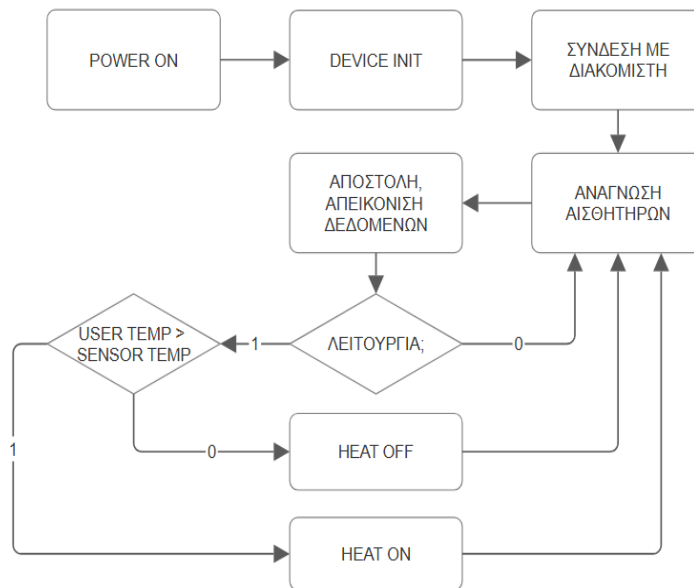 POWER ON
DEVICE INIT
ΣΥΝΔΕΣΗ ΜΕ
ΔΙΑΚΟΜΙΣΤΗ
ΑΠΟΣΤΟΛΗ,
ΑΠΕΙΚΟΝΙΣΗ
ΔΕΔΟΜΕΝΩΝ
ΑΝΑΓΝΩΣΗ
ΑΙΣΘΗΤΗΡΩΝ
USER TEMP >
SENSOR TEMP
1
ΛΕΙΤΟΥΡΓΙΑ;
0
1
0
HEAT OFF
HEAT ON